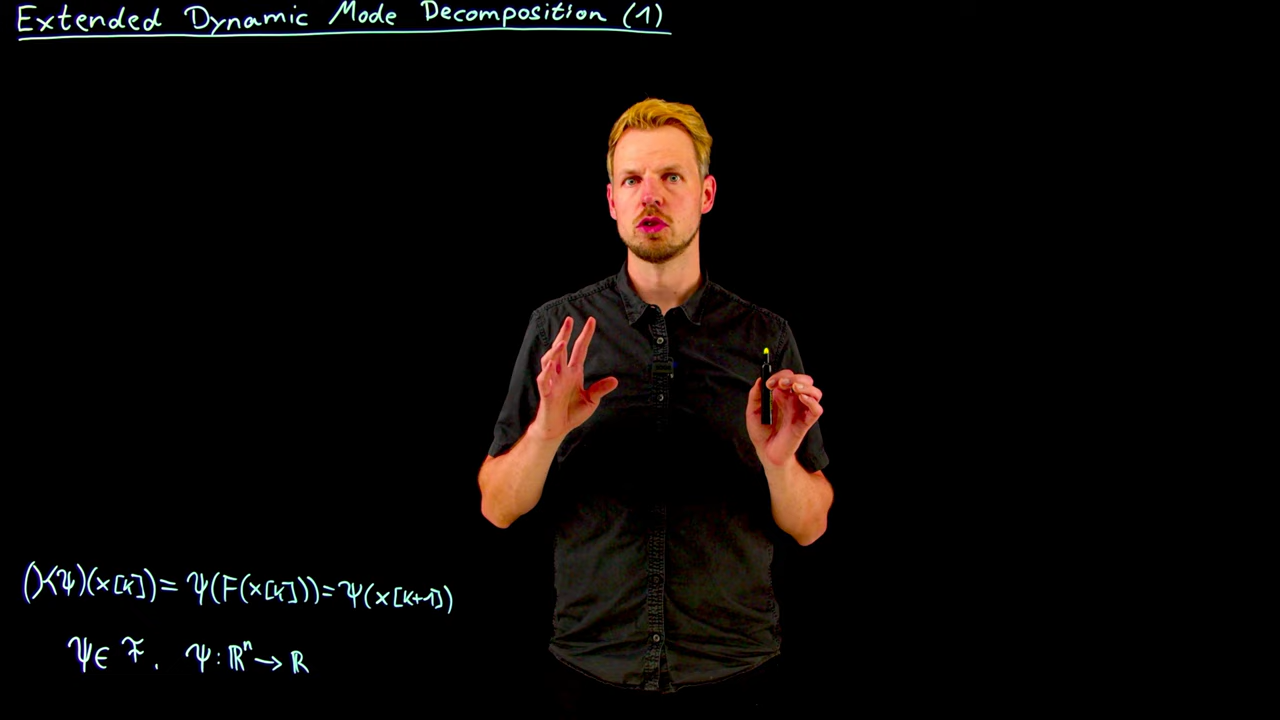 Extended Dynamic Mode Decomposition (1)
(𝒦Ψ)(x[k]) = Ψ(F(x[k])) = Ψ(x[k+1])
Ψ ∈ ℱ, Ψ : ℝⁿ → ℝ